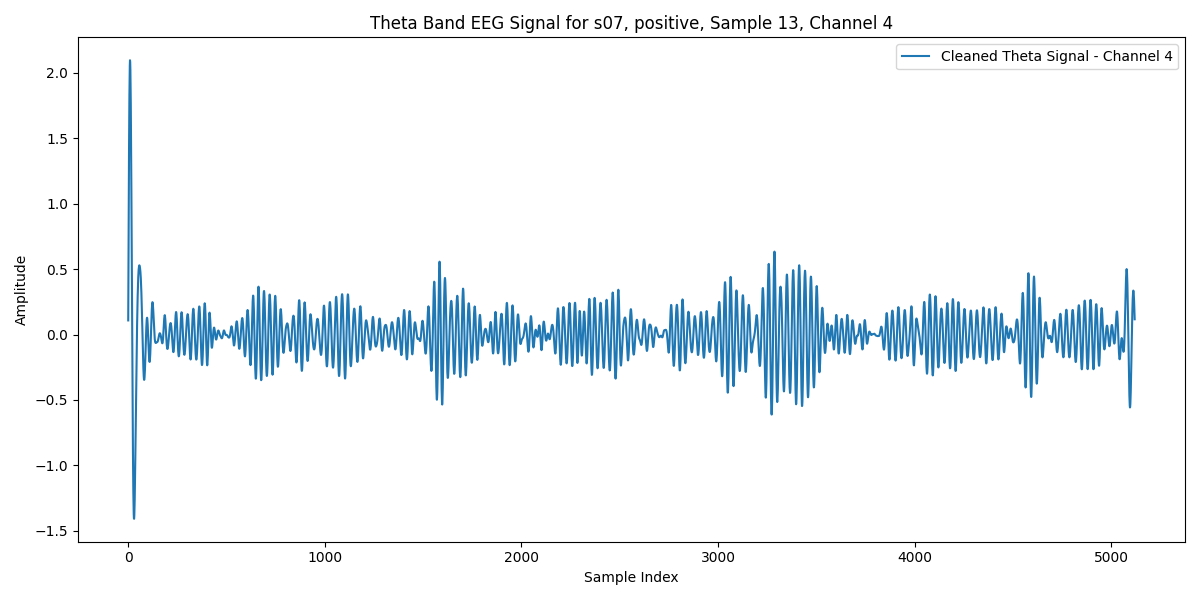 Theta Band EEG Signal for s07, positive, Sample 13, Channel 4
Cleaned Theta Signal - Channel 4
Amplitude
2.0
1.5
1.0
0.5
0.0
−0.5
−1.0
−1.5
0 1000 2000 3000 4000 5000
Sample Index